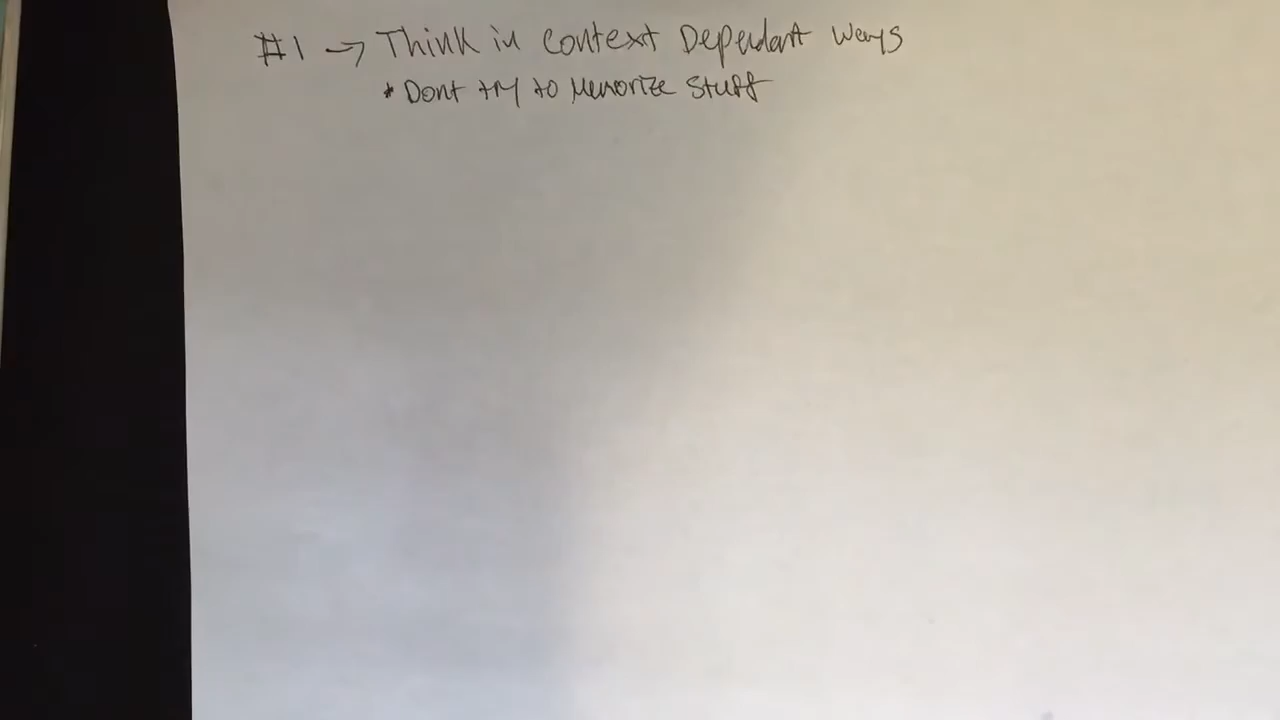 #1 → Think in Context Dependant Ways
* Dont try to Memorize Stuff